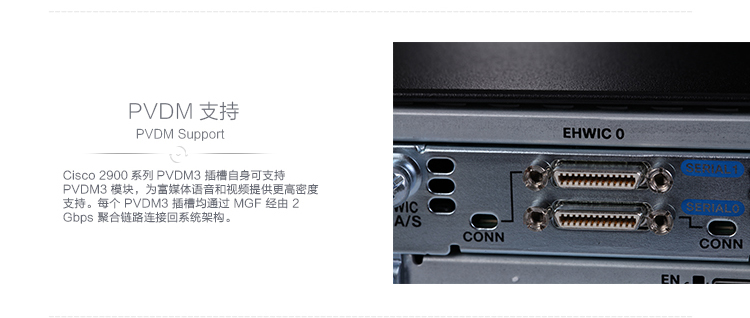 PVDM 支持
PVDM Support
Cisco 2900 系列 PVDM3 插槽自身可支持
PVDM3 模块，为富媒体语音和视频提供更高密度
支持。每个 PVDM3 插槽均通过 MGF 经由 2
Gbps 聚合链路连接回系统架构。
EHWIC 0
SERIAL1
WIC
A/S
SERIAL0
CONN
CONN
EN